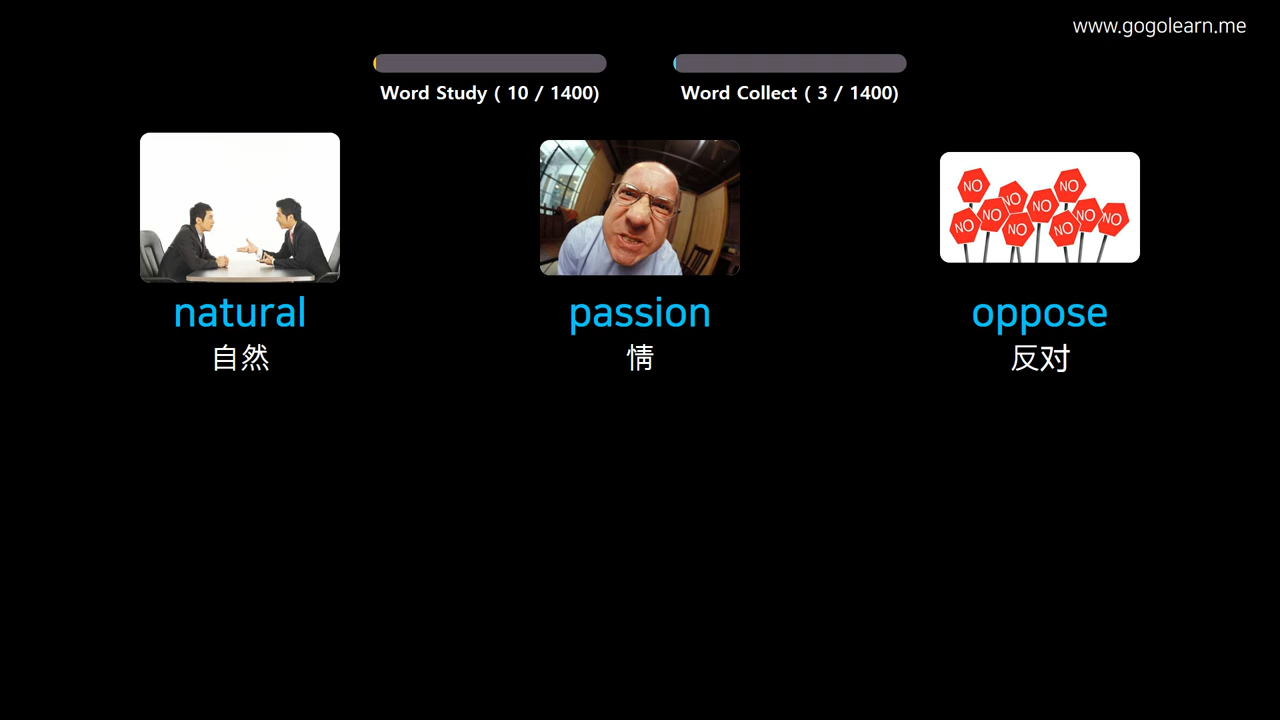 www.gogolearn.me
Word Study ( 10 / 1400)
Word Collect ( 3 / 1400)
NO NO NO NO NO NO NO NO NO NO
natural
passion
oppose
自然
情
反对